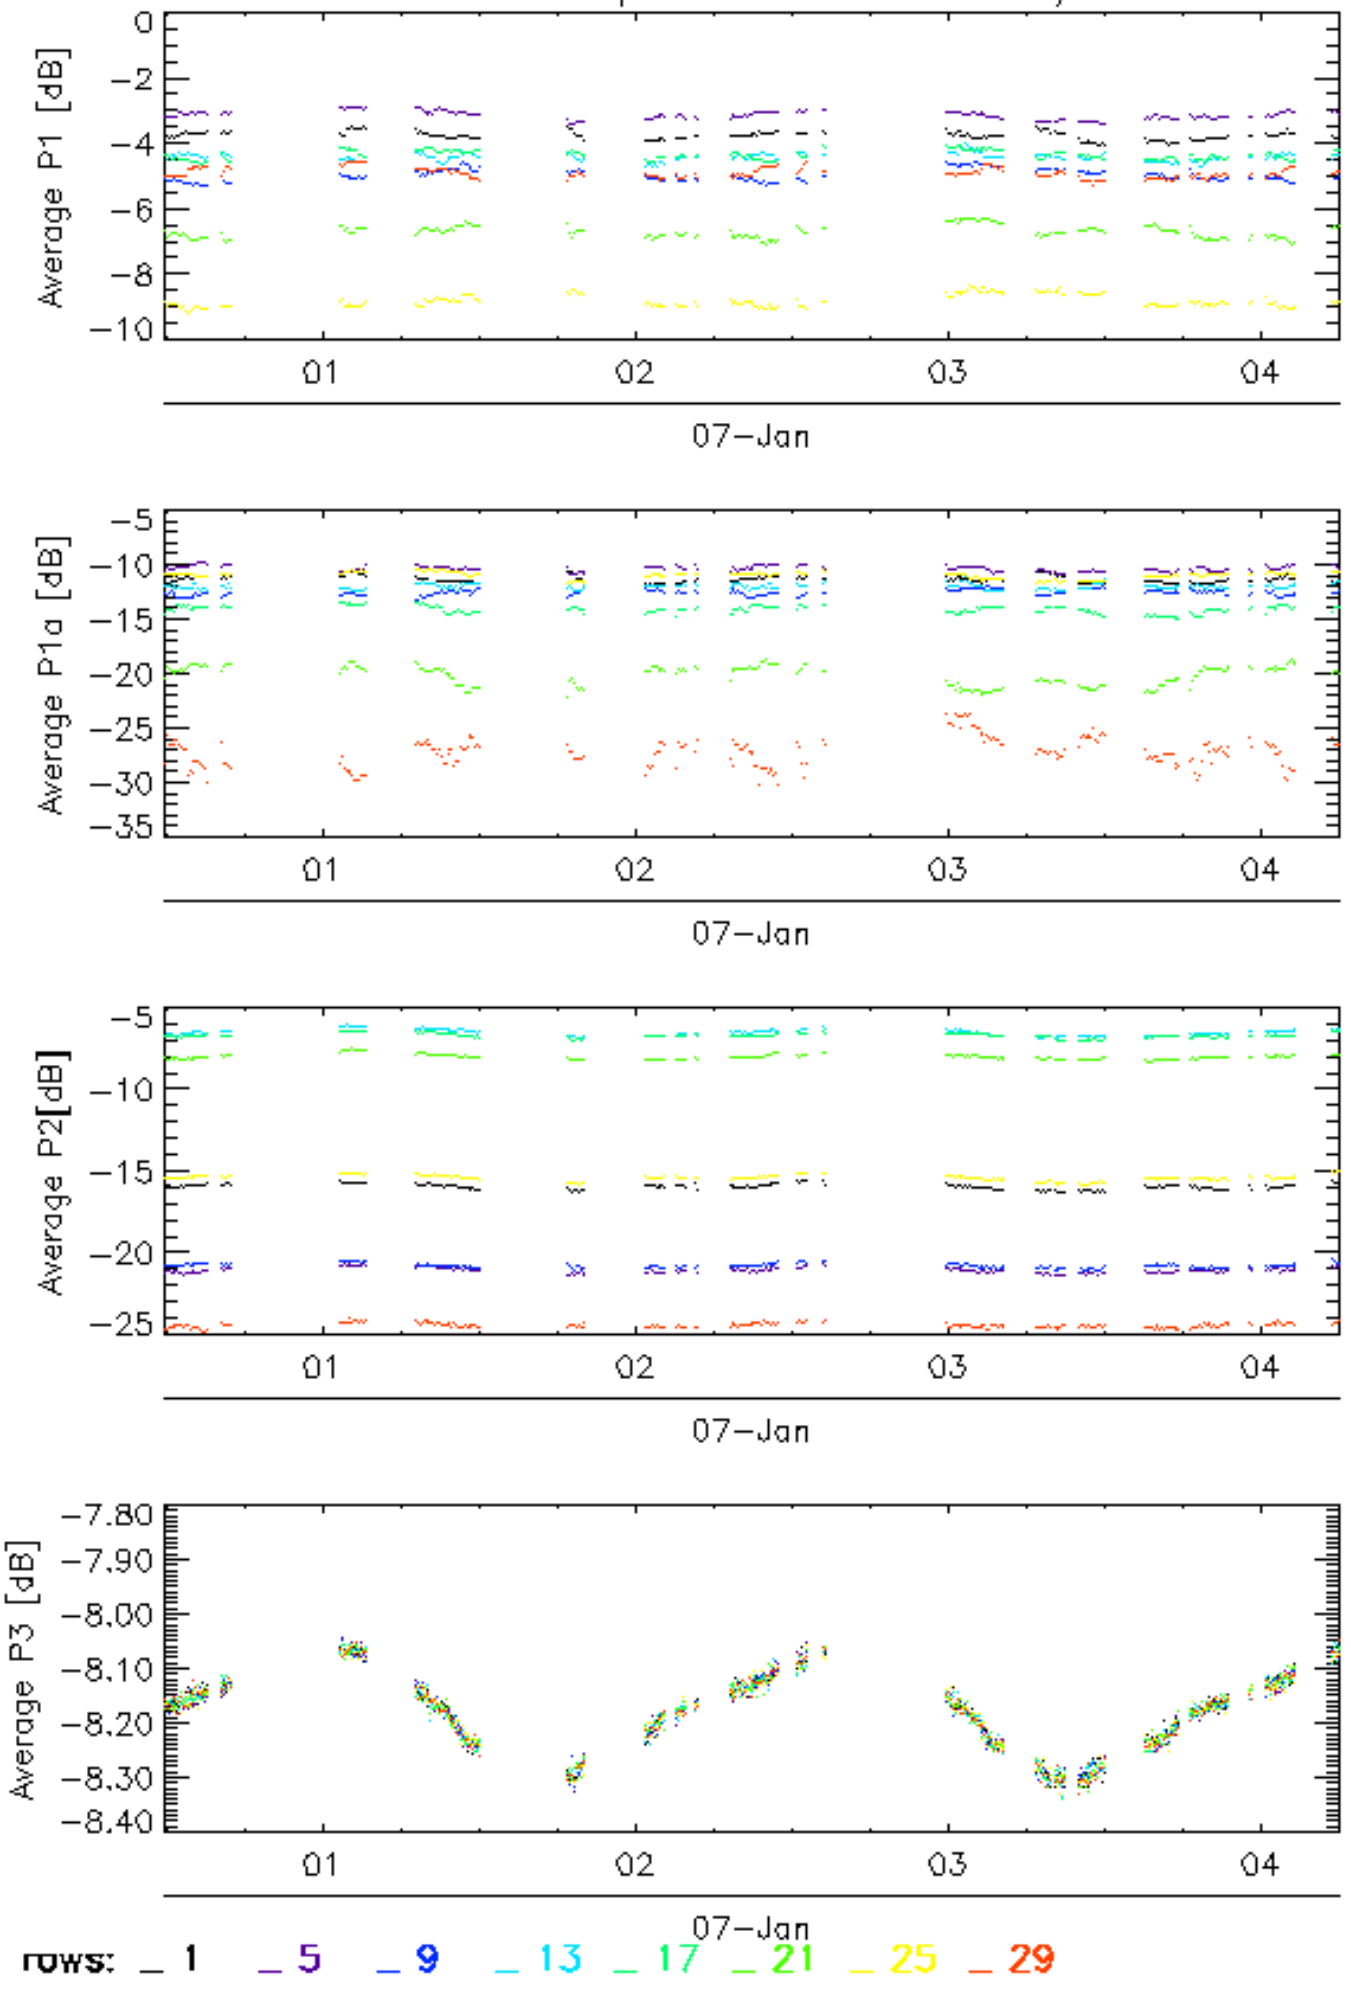 Average P1 [dB]
0
−2
−4
−6
−8
−10
01 02 03 04
07−Jan
Average P1a [dB]
−5
−10
−15
−20
−25
−30
−35
01 02 03 04
07−Jan
Average P2[dB]
−5
−10
−15
−20
−25
01 02 03 04
07−Jan
Average P3 [dB]
−7.80
−7.90
−8.00
−8.10
−8.20
−8.30
−8.40
01 02 03 04
07−Jan
rows: _ 1 _ 5 _ 9 _ 13 _ 17 _ 21 _ 25 _ 29